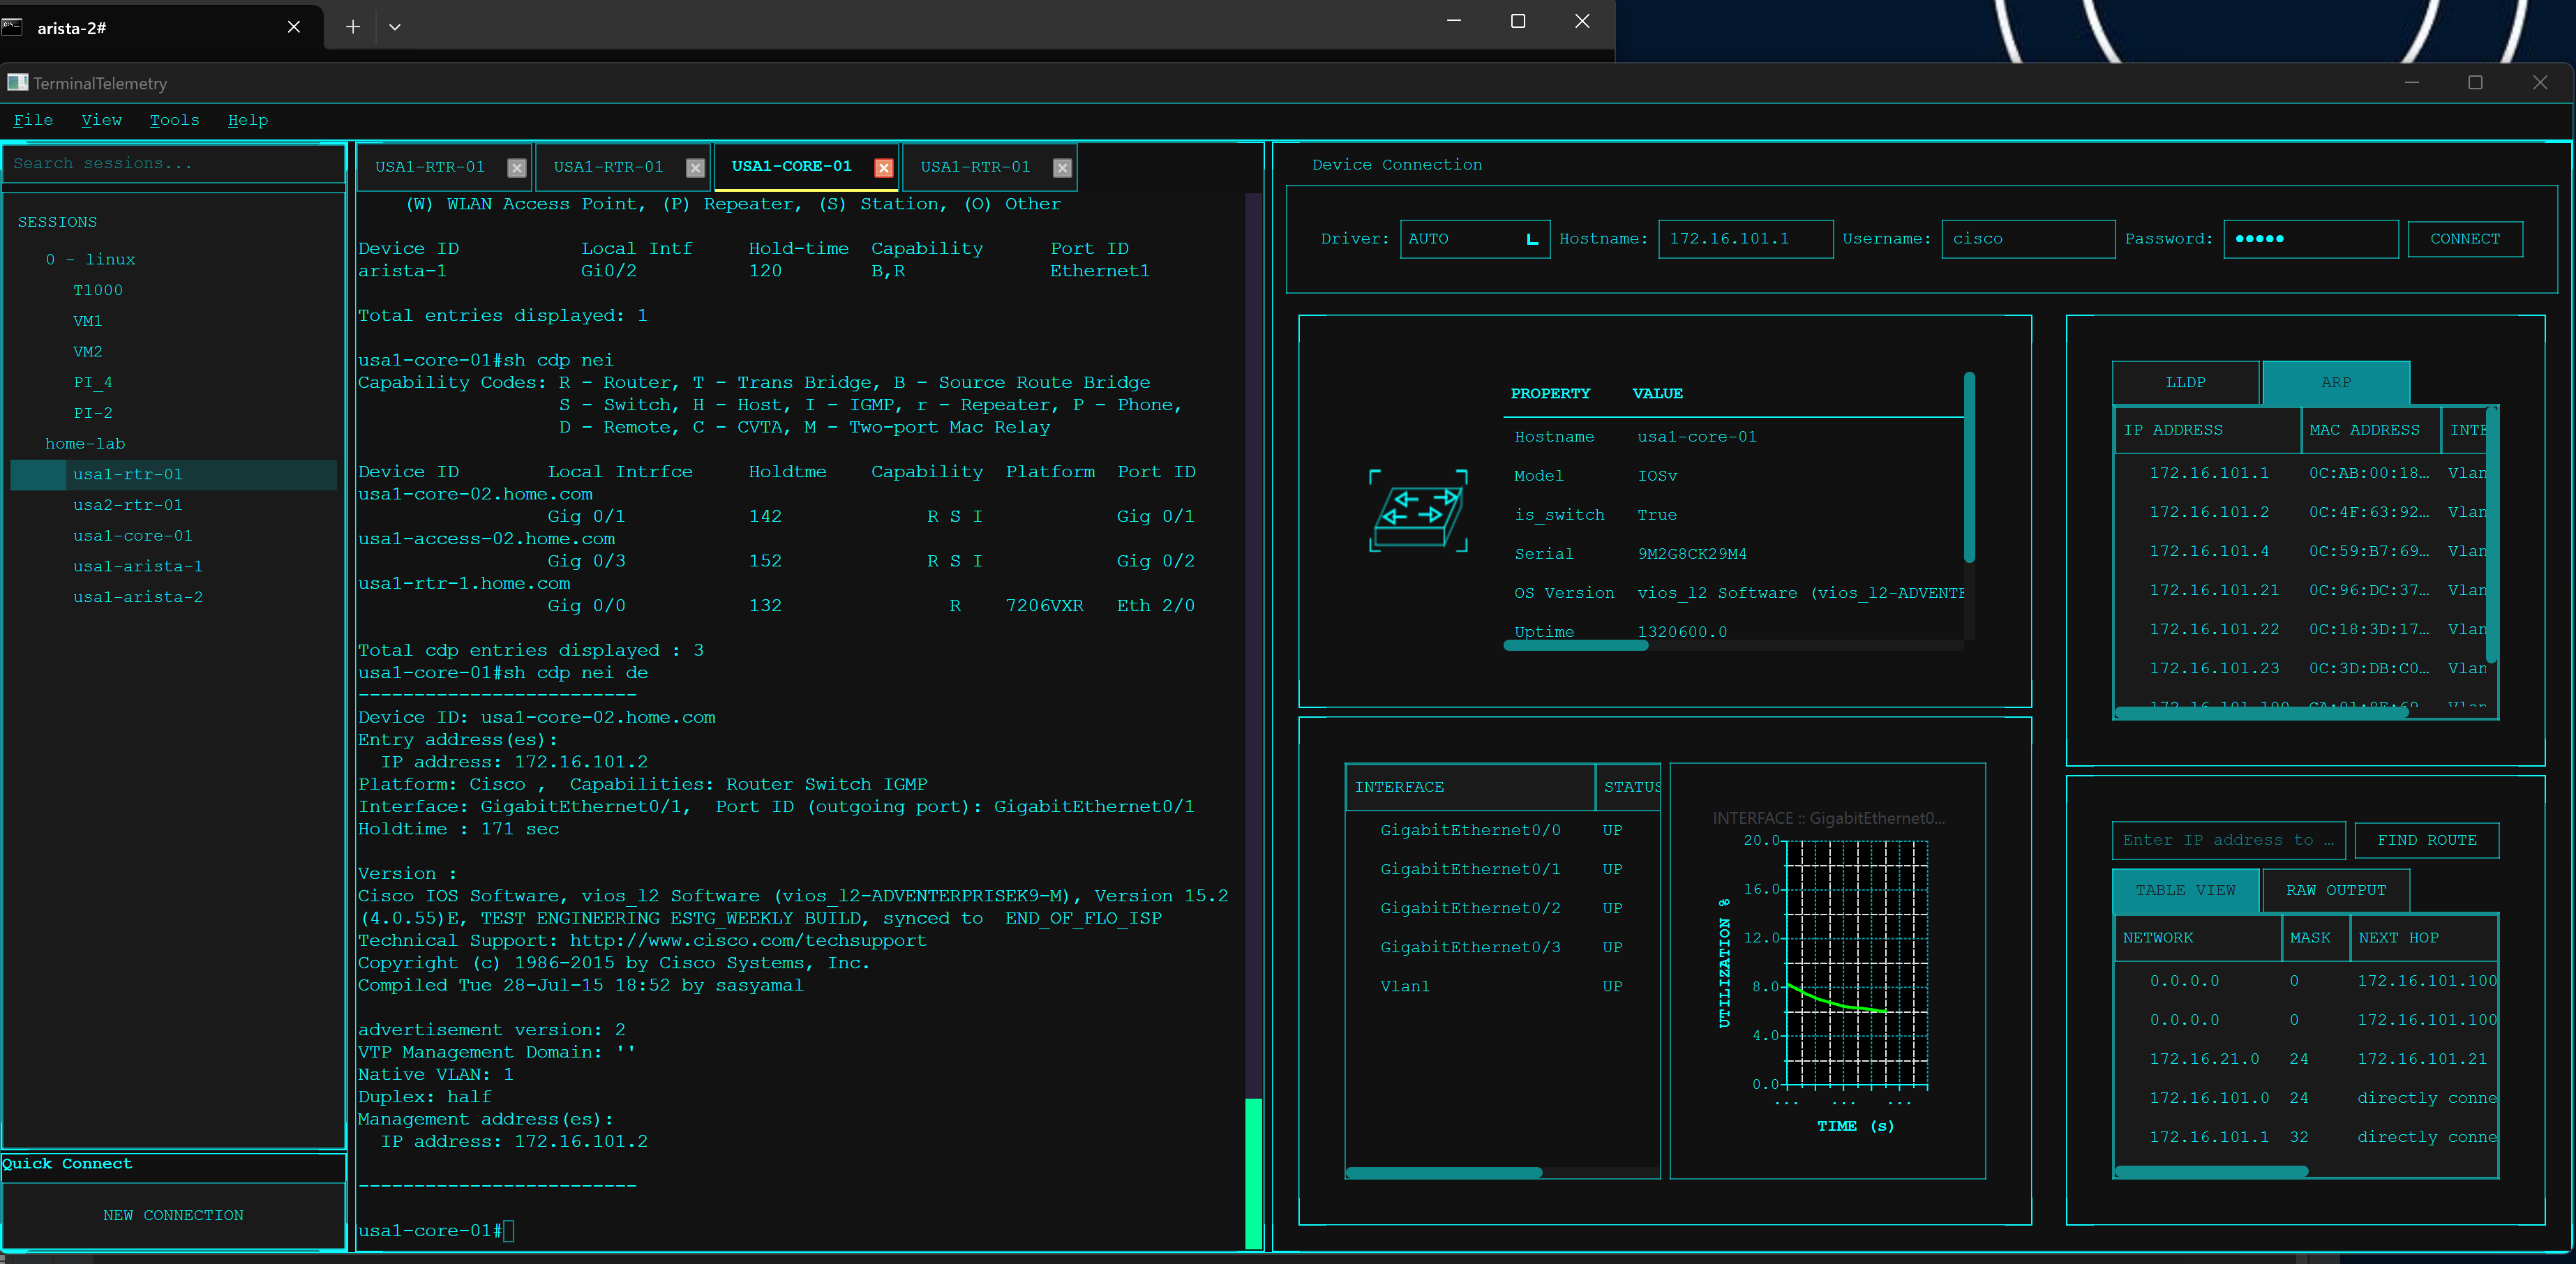 arista-2#
TerminalTelemetry
File View Tools Help
Search sessions...
SESSIONS
0 - linux
T1000
VM1
VM2
PI_4
PI-2
home-lab
usa1-rtr-01
usa2-rtr-01
usa1-core-01
usa1-arista-1
usa1-arista-2
Quick Connect
NEW CONNECTION
USA1-RTR-01 USA1-RTR-01 USA1-CORE-01 USA1-RTR-01
(W) WLAN Access Point, (P) Repeater, (S) Station, (O) Other
Device ID Local Intf Hold-time Capability Port ID
arista-1 Gi0/2 120 B,R Ethernet1
Total entries displayed: 1
usa1-core-01#sh cdp nei
Capability Codes: R - Router, T - Trans Bridge, B - Source Route Bridge
S - Switch, H - Host, I - IGMP, r - Repeater, P - Phone,
D - Remote, C - CVTA, M - Two-port Mac Relay
Device ID Local Intrfce Holdtme Capability Platform Port ID
usa1-core-02.home.com
Gig 0/1 142 R S I Gig 0/1
usa1-access-02.home.com
Gig 0/3 152 R S I Gig 0/2
usa1-rtr-1.home.com
Gig 0/0 132 R 7206VXR Eth 2/0
Total cdp entries displayed : 3
usa1-core-01#sh cdp nei de
-------------------------
Device ID: usa1-core-02.home.com
Entry address(es):
IP address: 172.16.101.2
Platform: Cisco , Capabilities: Router Switch IGMP
Interface: GigabitEthernet0/1, Port ID (outgoing port): GigabitEthernet0/1
Holdtime : 171 sec
Version :
Cisco IOS Software, vios_l2 Software (vios_l2-ADVENTERPRISEK9-M), Version 15.2
(4.0.55)E, TEST ENGINEERING ESTG_WEEKLY BUILD, synced to END_OF_FLO_ISP
Technical Support: http://www.cisco.com/techsupport
Copyright (c) 1986-2015 by Cisco Systems, Inc.
Compiled Tue 28-Jul-15 18:52 by sasyamal
advertisement version: 2
VTP Management Domain: ''
Native VLAN: 1
Duplex: half
Management address(es):
IP address: 172.16.101.2
-------------------------
usa1-core-01#
Device Connection
Driver: AUTO Hostname: 172.16.101.1 Username: cisco Password: ●●●●● CONNECT
PROPERTY VALUE
Hostname usa1-core-01
Model IOSv
is_switch True
Serial 9M2G8CK29M4
OS Version vios_l2 Software (vios_l2-ADVENTE
Uptime 1320600.0
LLDP ARP
IP ADDRESS MAC ADDRESS INTE
172.16.101.1 0C:AB:00:18… Vlan
172.16.101.2 0C:4F:63:92… Vlan
172.16.101.4 0C:59:B7:69… Vlan
172.16.101.21 0C:96:DC:37… Vlan
172.16.101.22 0C:18:3D:17… Vlan
172.16.101.23 0C:3D:DB:C0… Vlan
INTERFACE STATUS
GigabitEthernet0/0 UP
GigabitEthernet0/1 UP
GigabitEthernet0/2 UP
GigabitEthernet0/3 UP
Vlan1 UP
INTERFACE :: GigabitEthernet0...
20.0
16.0
12.0
8.0
4.0
0.0
UTILIZATION %
... ... ...
TIME (s)
Enter IP address to … FIND ROUTE
TABLE VIEW RAW OUTPUT
NETWORK MASK NEXT HOP
0.0.0.0 0 172.16.101.100
0.0.0.0 0 172.16.101.100
172.16.21.0 24 172.16.101.21
172.16.101.0 24 directly conne
172.16.101.1 32 directly conne